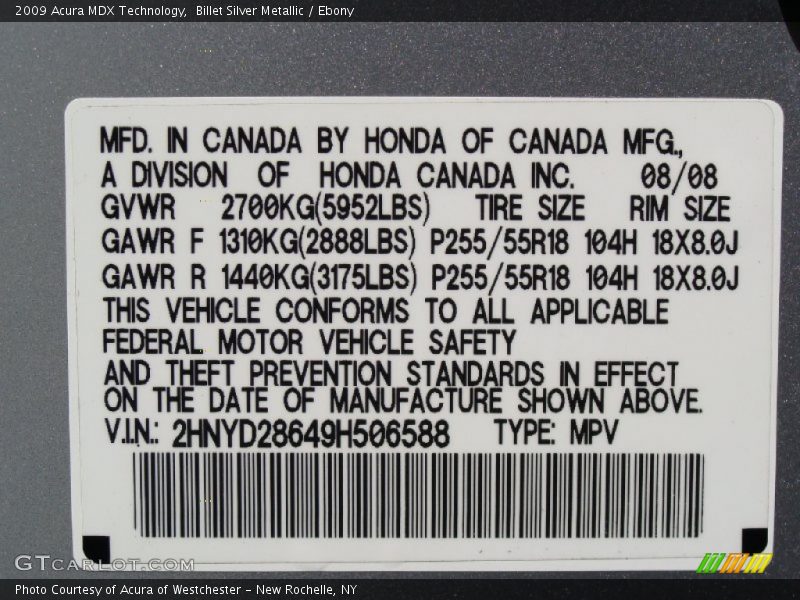 2009 Acura MDX Technology, Billet Silver Metallic / Ebony
MFD. IN CANADA BY HONDA OF CANADA MFG.,
A DIVISION OF HONDA CANADA INC. 08/08
GVWR 2700KG(5952LBS) TIRE SIZE RIM SIZE
GAWR F 1310KG(2888LBS) P255/55R18 104H 18X8.0J
GAWR R 1440KG(3175LBS) P255/55R18 104H 18X8.0J
THIS VEHICLE CONFORMS TO ALL APPLICABLE
FEDERAL MOTOR VEHICLE SAFETY
AND THEFT PREVENTION STANDARDS IN EFFECT
ON THE DATE OF MANUFACTURE SHOWN ABOVE.
V.I.N.: 2HNYD28649H506588 TYPE: MPV
GTCARLOT.COM
Photo Courtesy of Acura of Westchester - New Rochelle, NY